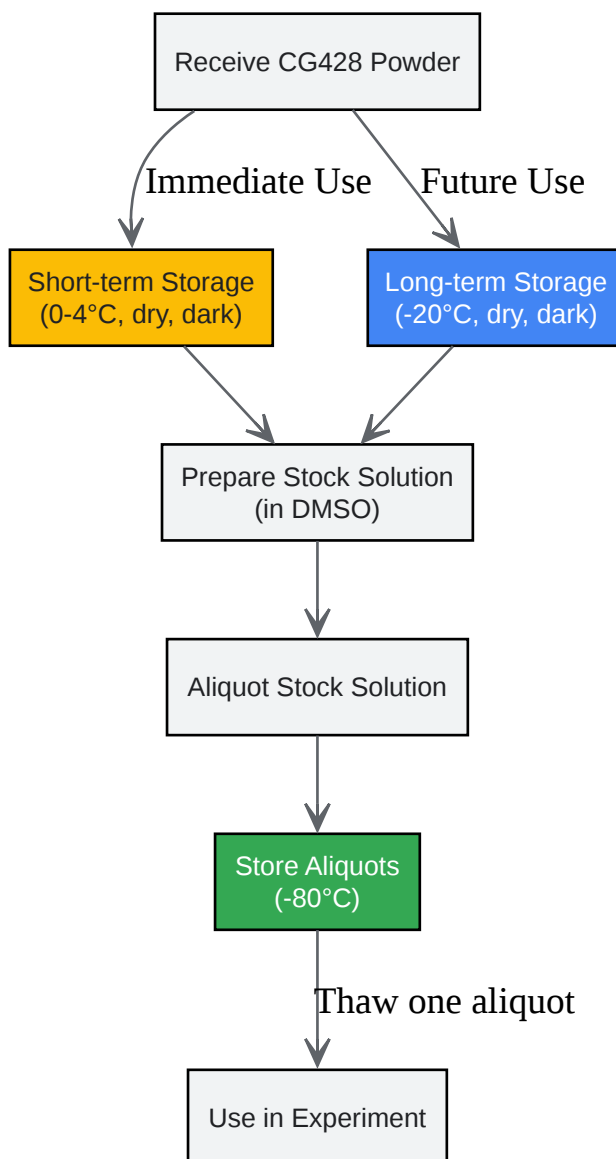 Receive CG428 Powder
Immediate Use
Future Use
Short-term Storage
(0-4°C, dry, dark)
Long-term Storage
(-20°C, dry, dark)
Prepare Stock Solution
(in DMSO)
Aliquot Stock Solution
Store Aliquots
(-80°C)
Thaw one aliquot
Use in Experiment